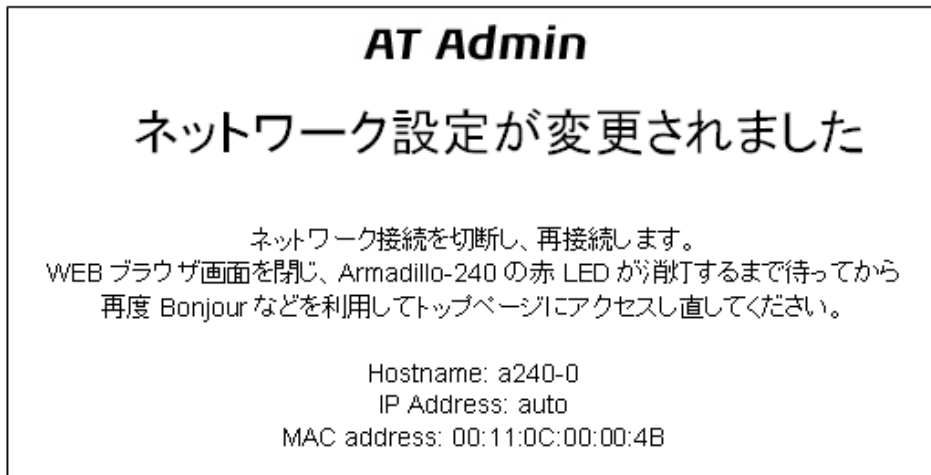 AT Admin
ネットワーク設定が変更されました
ネットワーク接続を切断し、再接続します。
WEB ブラウザ画面を閉じ、Armadillo-240 の赤 LED が消灯するまで待ってから
再度 Bonjour などを利用してトップページにアクセスし直してください。
Hostname: a240-0
IP Address: auto
MAC address: 00:11:0C:00:00:4B